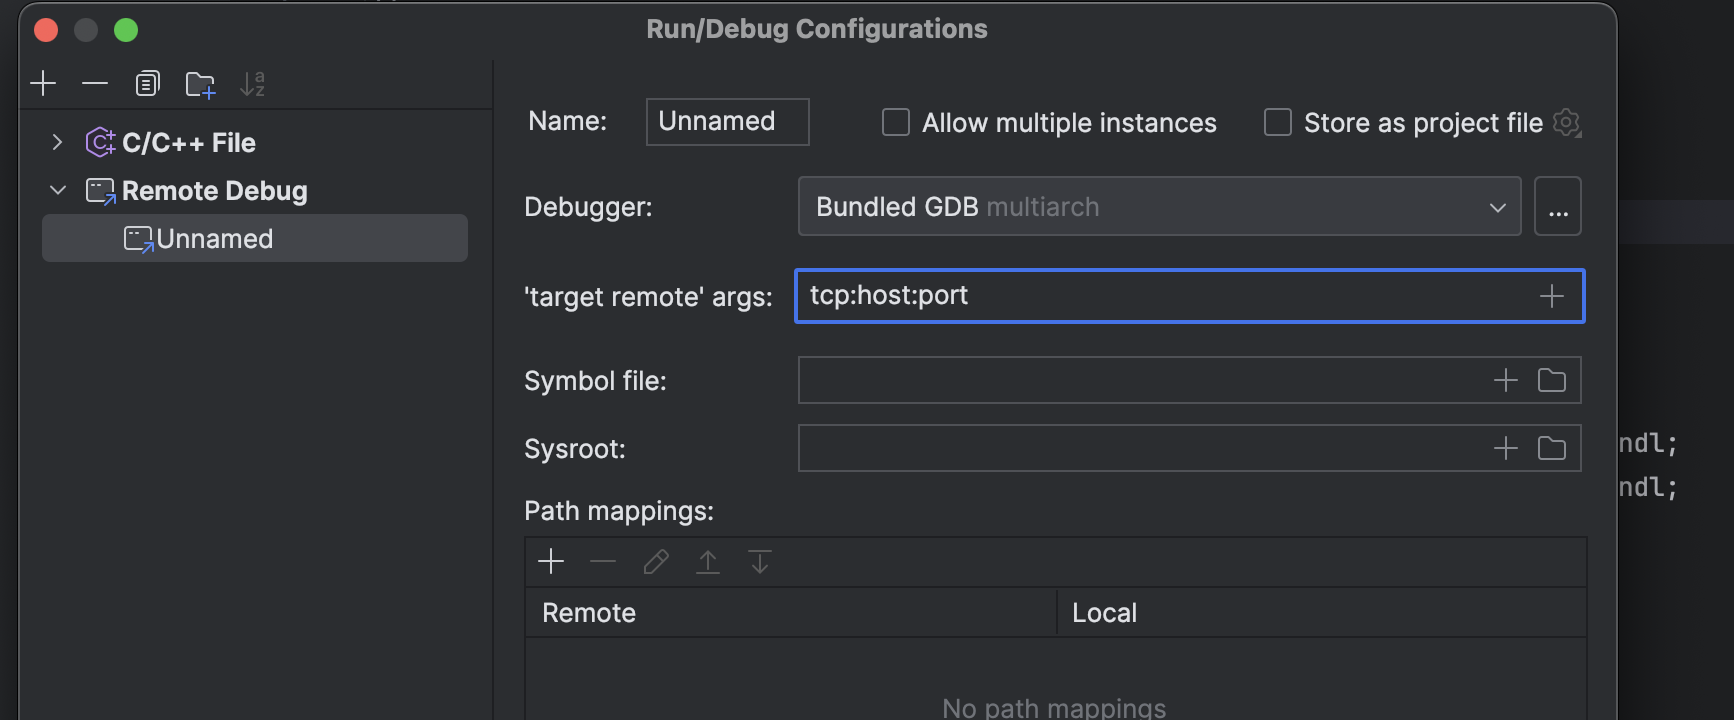 Run/Debug Configurations
C/C++ File
Remote Debug
Unnamed
Name: Unnamed Allow multiple instances Store as project file
Debugger: Bundled GDB multiarch ...
'target remote' args: tcp:host:port
Symbol file:
Sysroot:
Path mappings:
Remote Local
No path mappings
ndl;
ndl;